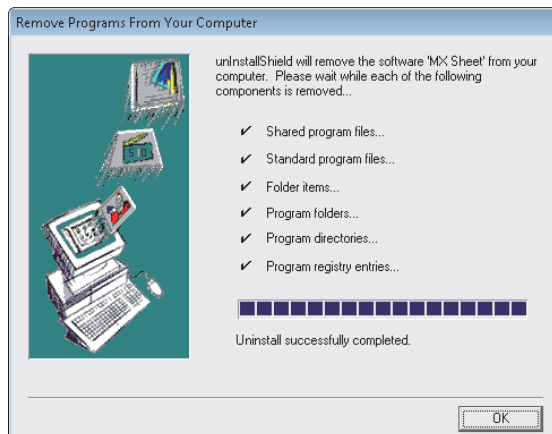 Remove Programs From Your Computer
unInstallShield will remove the software 'MX Sheet' from your
computer. Please wait while each of the following
components is removed...
✔ Shared program files...
✔ Standard program files...
✔ Folder items...
✔ Program folders...
✔ Program directories...
✔ Program registry entries...
Uninstall successfully completed.
OK